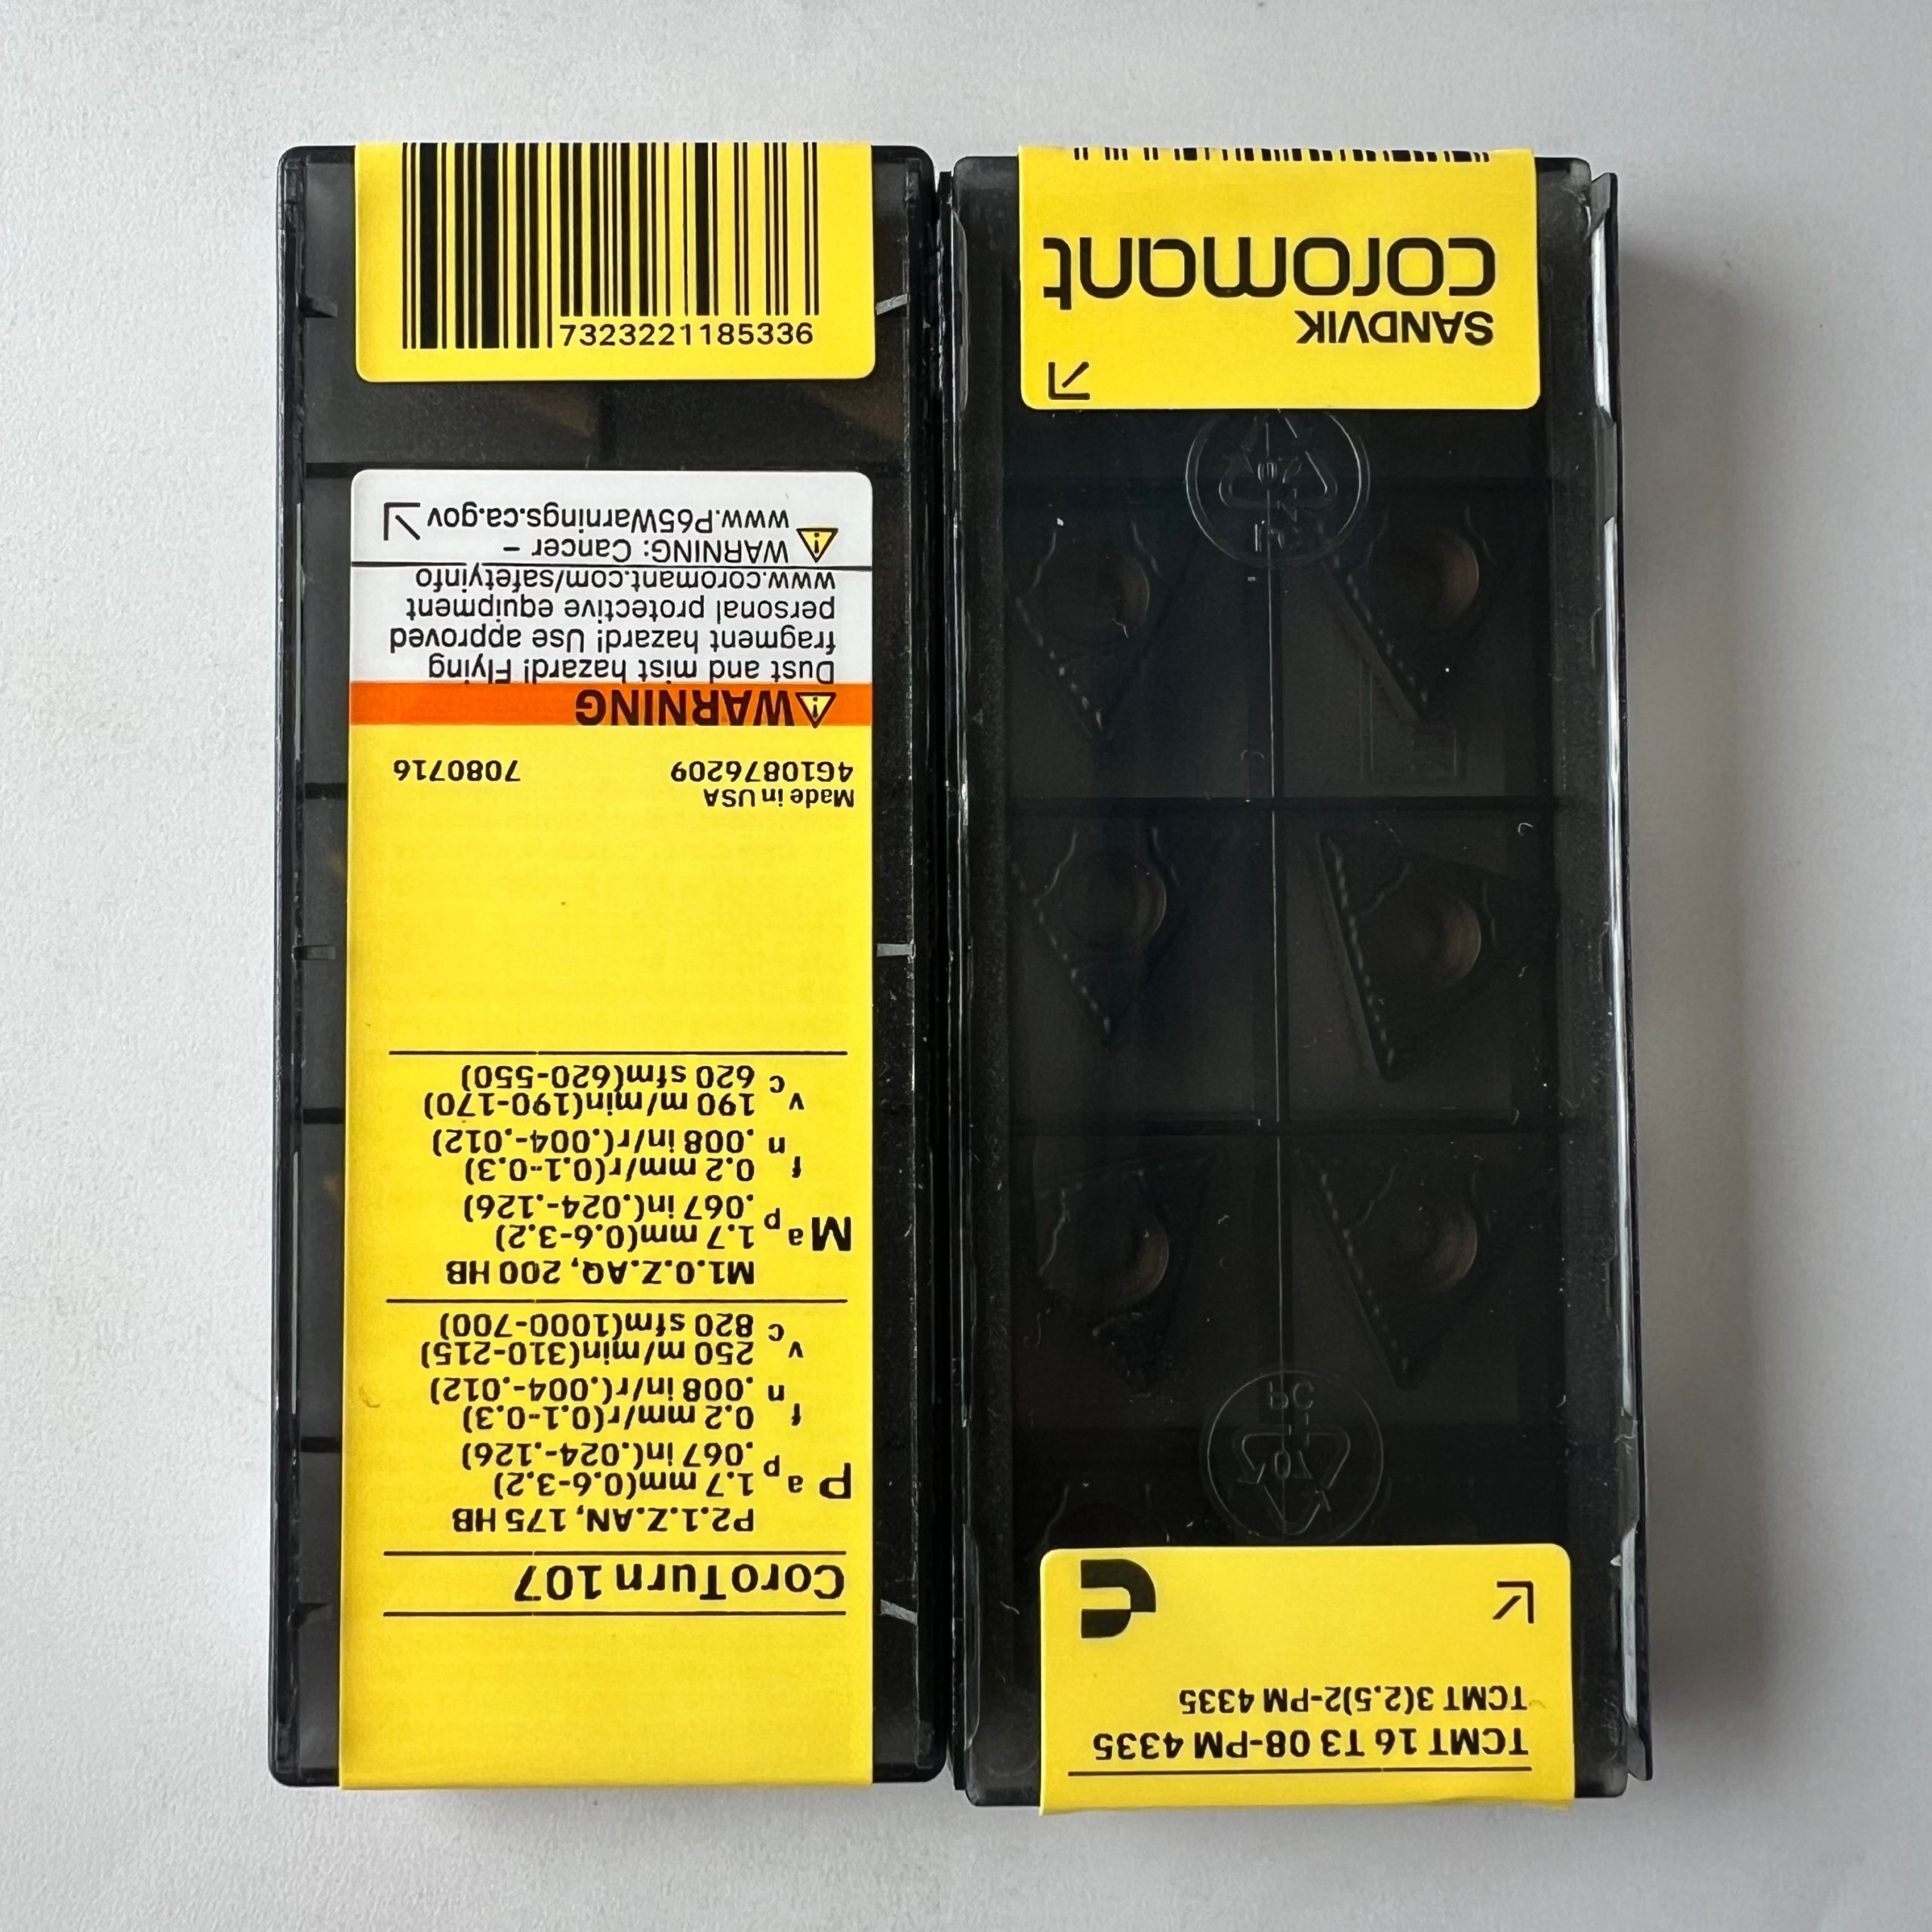 7323221185336
CoroTurn 107
P2.1.Z.AN, 175 HB
P ap 1.7 mm(0.6-3.2)
.067 in(.024-.126)
f 0.2 mm/r(0.1-0.3)
n .008 in/r(.004-.012)
vc 250 m/min(310-215)
c 820 sfm(1000-700)
M1.0.Z.AQ, 200 HB
M ap 1.7 mm(0.6-3.2)
.067 in(.024-.126)
f 0.2 mm/r(0.1-0.3)
n .008 in/r(.004-.012)
vc 190 m/min(190-170)
c 620 sfm(620-550)
Made in USA
4G10876209 7080716
WARNING
Dust and mist hazard! Flying
fragment hazard! Use approved
personal protective equipment
www.coromant.com/safetyinfo
WARNING: Cancer –
www.P65Warnings.ca.gov
TCMT 16 T3 08-PM 4335
TCMT 3(2.5)2-PM 4335
PC
SANDVIK
coromant